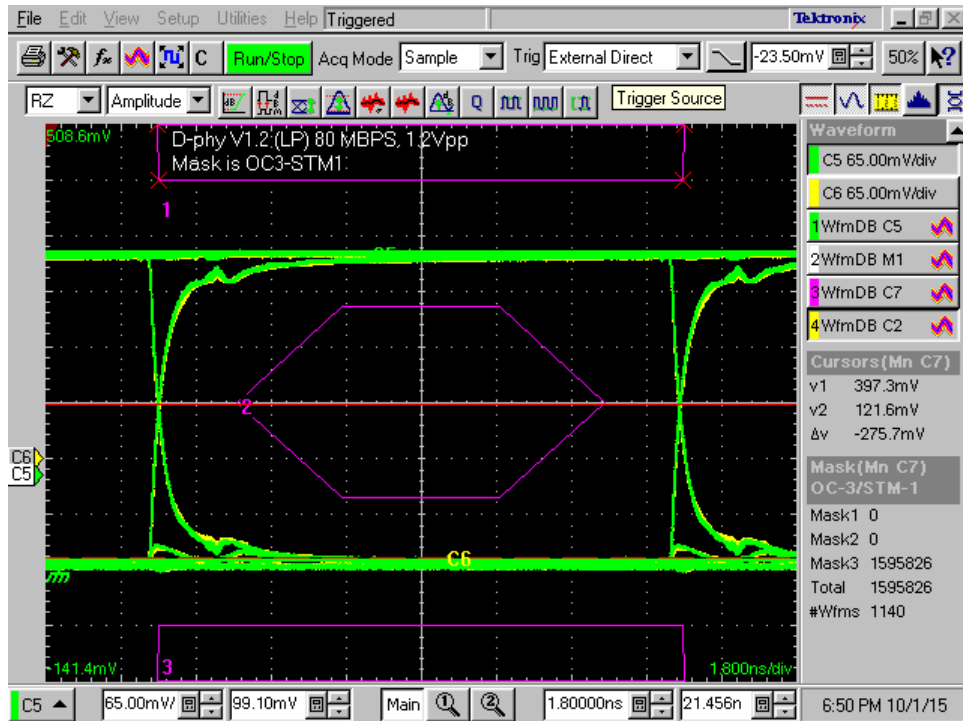 File Edit View Setup Utilities Help Triggered Tektronix
C Run/Stop Acq Mode Sample Trig External Direct -23.50mV 50%
RZ Amplitude Q Trigger Source
508.6mV
D-phy V1.2 (LP) 80 MBPS, 1.2Vpp
Mask is OC3-STM1
1
C5
2
C6
C5
C6
-141.4mV
3
1.800ns/div
Waveform
C5 65.00mV/div
C6 65.00mV/div
1 WfmDB C5
2 WfmDB M1
3 WfmDB C7
4 WfmDB C2
Cursors(Mn C7)
v1 397.3mV
v2 121.6mV
Δv -275.7mV
Mask(Mn C7)
OC-3/STM-1
Mask1 0
Mask2 0
Mask3 1595826
Total 1595826
#Wfms 1140
C5 65.00mV/ 99.10mV Main 1 2 1.80000ns 21.456n 6:50 PM 10/1/15